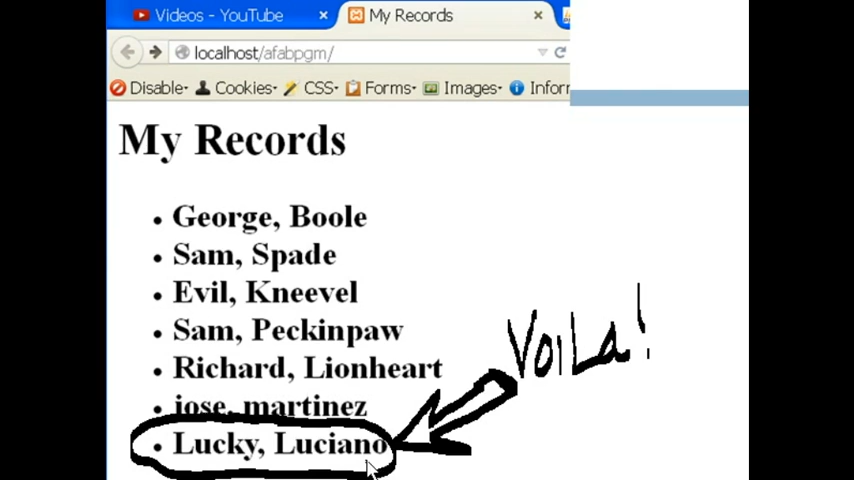 Videos - YouTube × My Records ×
localhost/afabpgm/
Disable Cookies CSS Forms Images Inforr
My Records
• George, Boole
• Sam, Spade
• Evil, Kneevel
• Sam, Peckinpaw
• Richard, Lionheart
• jose, martinez
• Lucky, Luciano
VOILa!